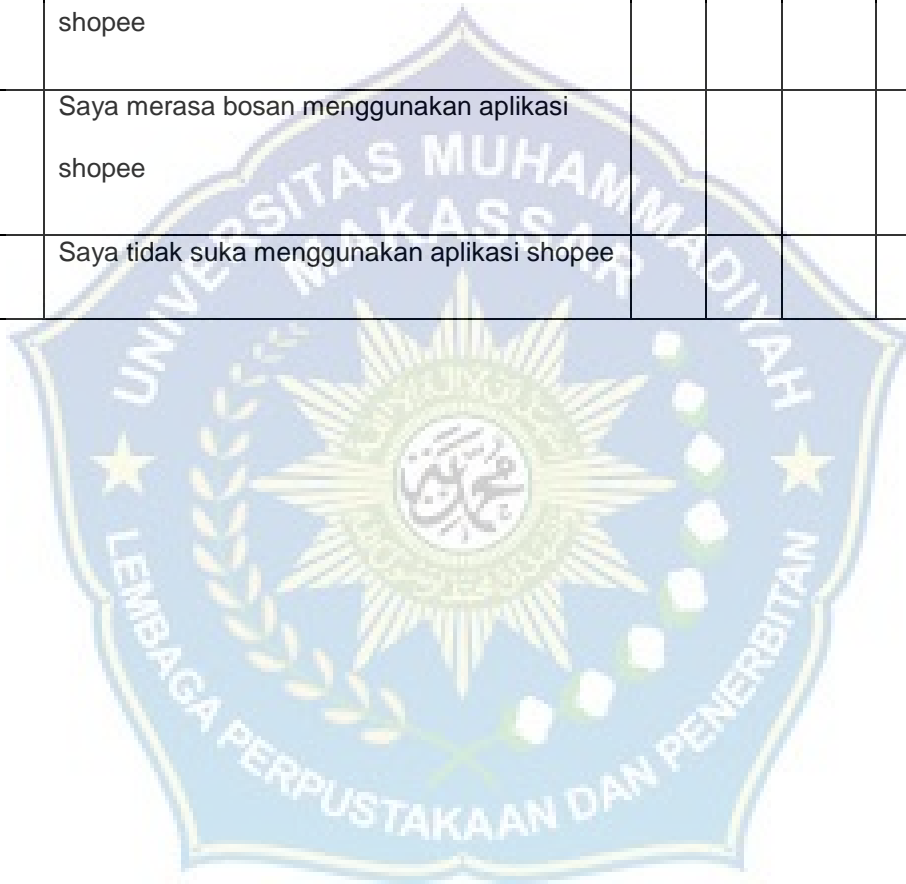 shopee
Saya merasa bosan menggunakan aplikasi
shopee
Saya tidak suka menggunakan aplikasi shopee
UNIVERSITAS MUHAMMADIYAH
MAKASSAR
محمد
LEMBAGA PERPUSTAKAAN DAN PENERBITAN